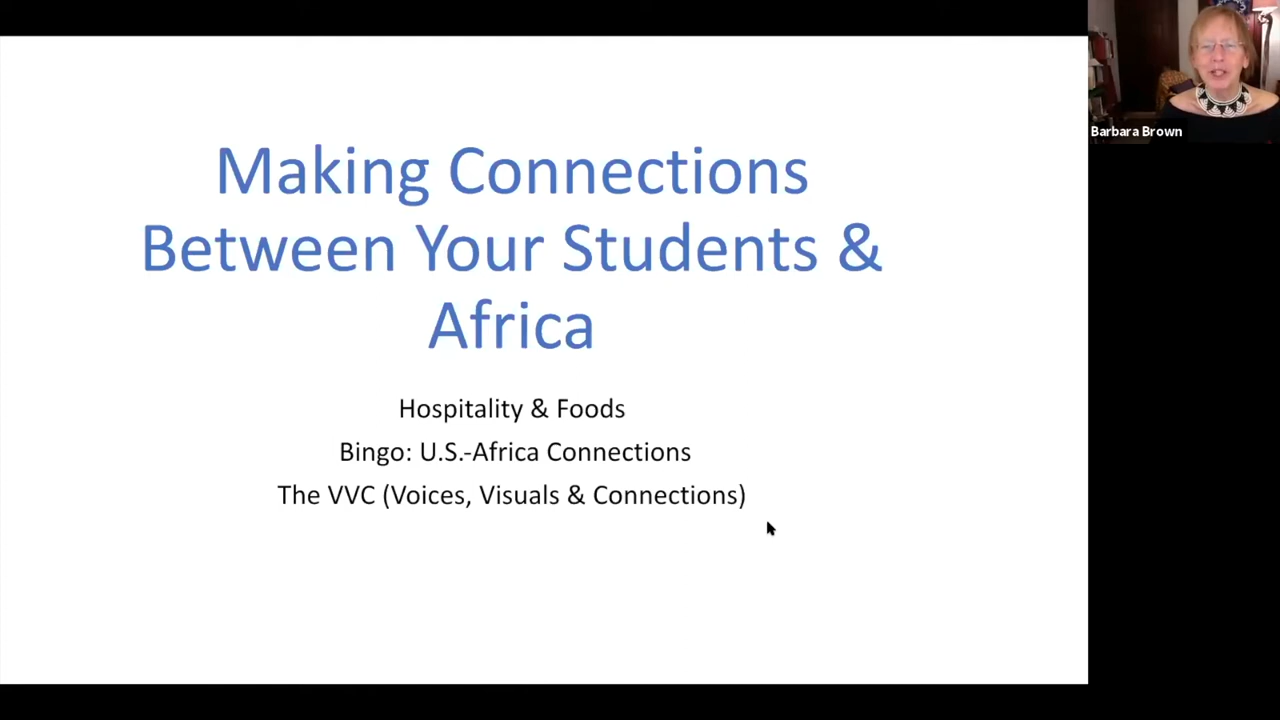 Making Connections
Between Your Students &
Africa
Hospitality & Foods
Bingo: U.S.-Africa Connections
The VVC (Voices, Visuals & Connections)
Barbara Brown